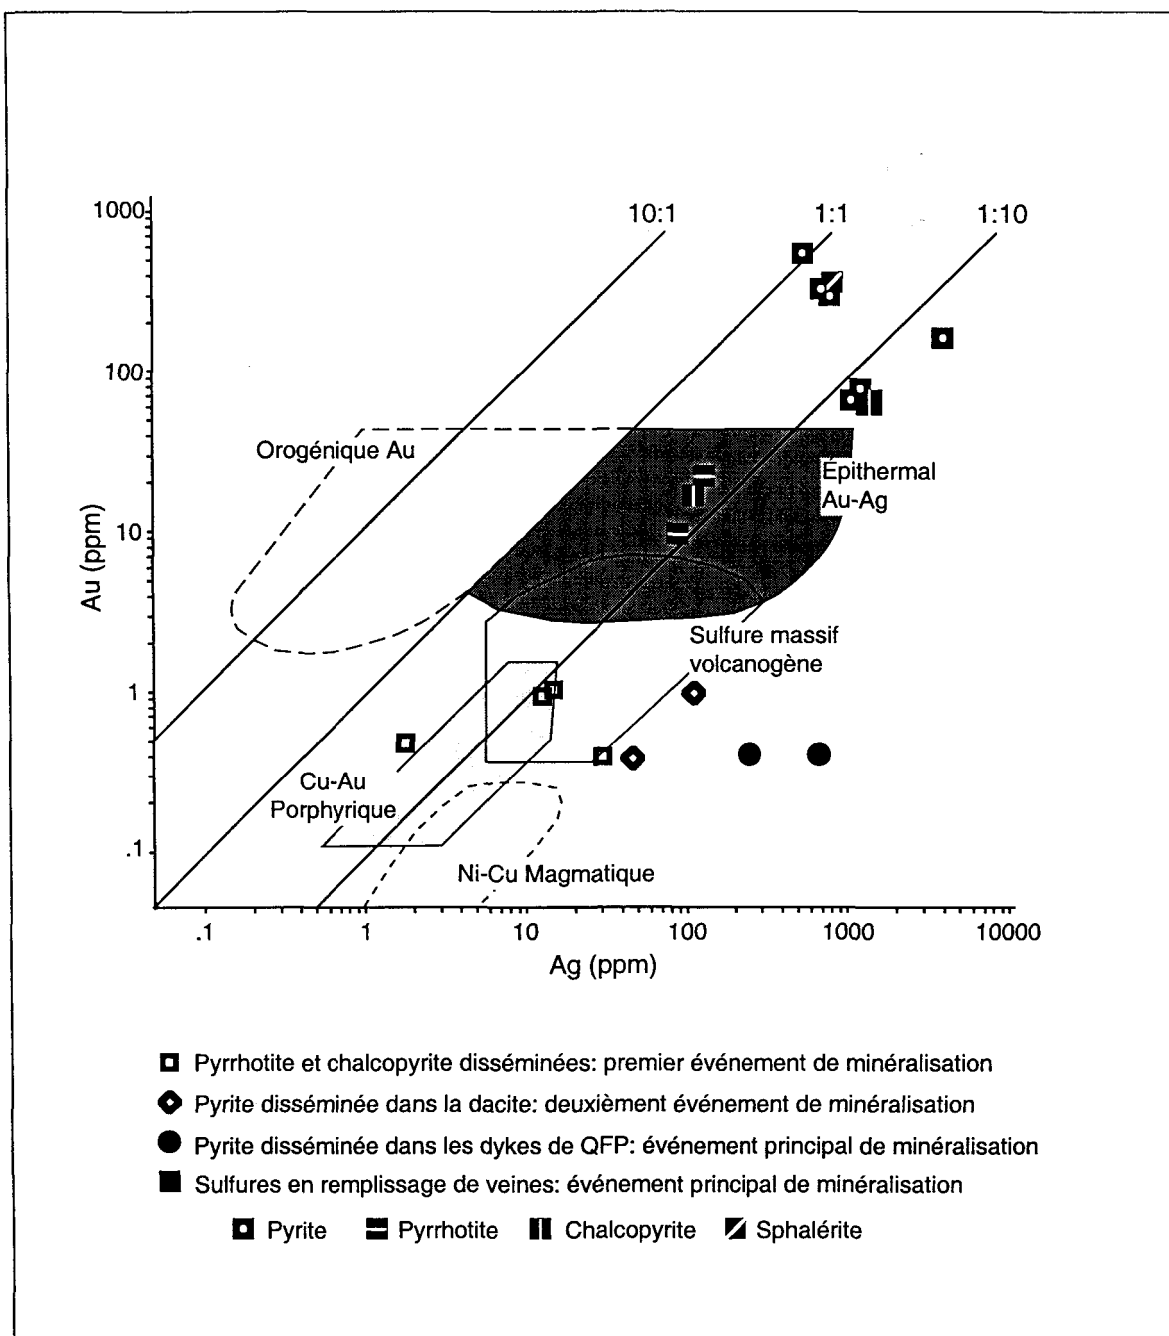 1000
10:1
1:1
1:10
100
Orogénique Au
Épithermal
Au-Ag
10
Au (ppm)
Sulfure massif
volcanogène
1
Cu-Au
Porphyrique
.1
Ni-Cu Magmatique
.1
1
10
100
1000
10000
Ag (ppm)
Pyrrhotite et chalcopyrite disséminées: premier événement de minéralisation
Pyrite disséminée dans la dacite: deuxièment événement de minéralisation
Pyrite disséminée dans les dykes de QFP: événement principal de minéralisation
Sulfures en remplissage de veines: événement principal de minéralisation
Pyrite
Pyrrhotite
Chalcopyrite
Sphalérite